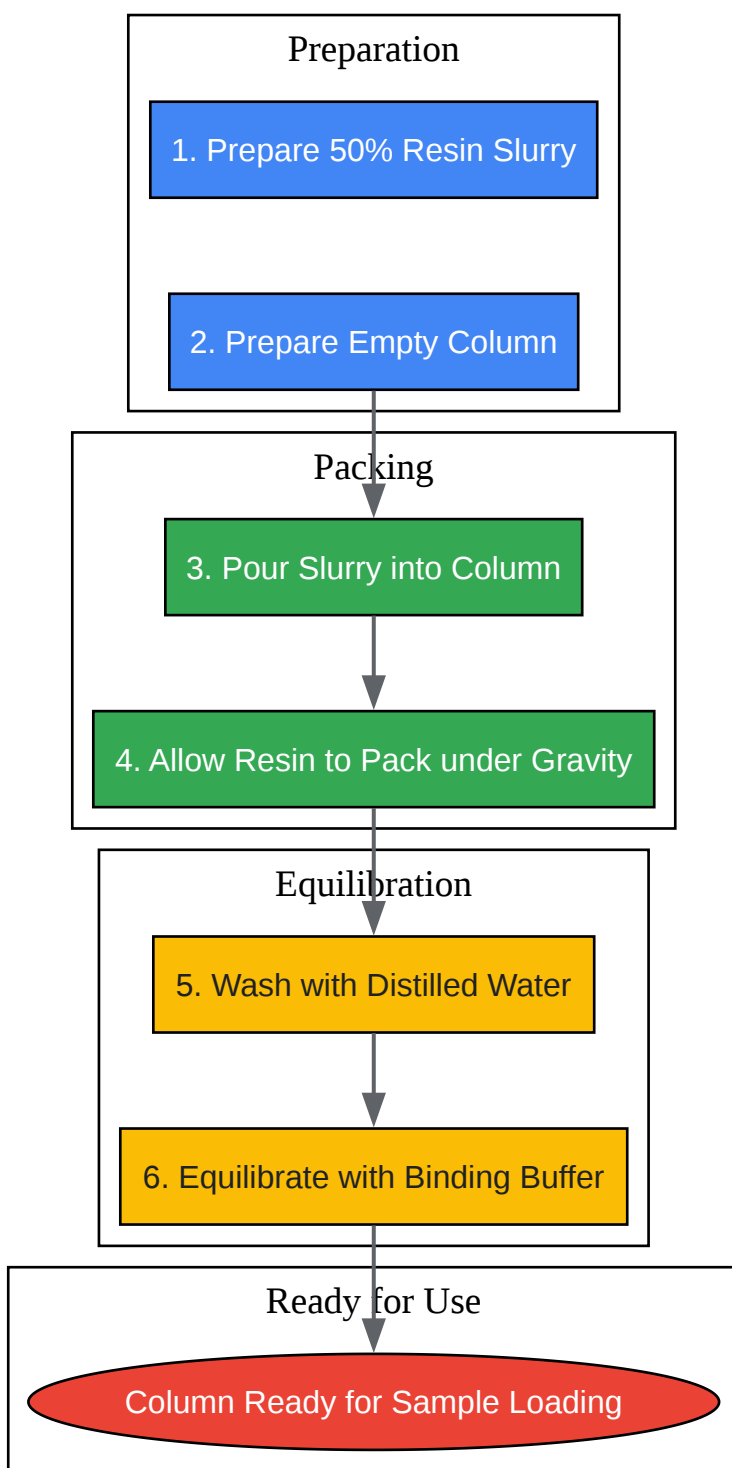 Preparation
1. Prepare 50% Resin Slurry
2. Prepare Empty Column
Packing
3. Pour Slurry into Column
4. Allow Resin to Pack under Gravity
Equilibration
5. Wash with Distilled Water
6. Equilibrate with Binding Buffer
Ready for Use
Column Ready for Sample Loading